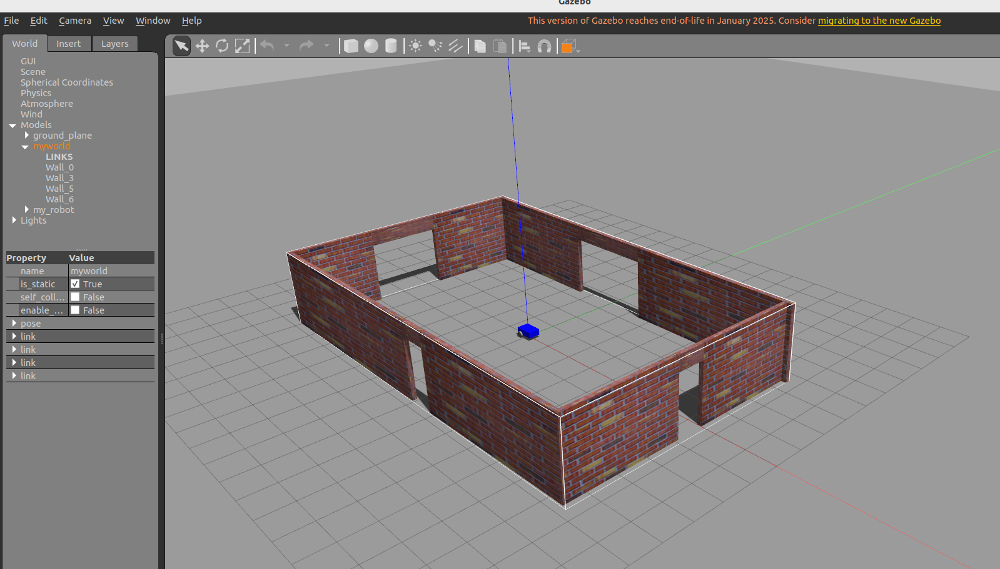 Gazebo
File Edit Camera View Window Help
This version of Gazebo reaches end-of-life in January 2025. Consider migrating to the new Gazebo
World Insert Layers
GUI
Scene
Spherical Coordinates
Physics
Atmosphere
Wind
Models
ground_plane
myworld
LINKS
Wall_0
Wall_3
Wall_5
Wall_6
my_robot
Lights
Property Value
name myworld
is_static True
self_coll... False
enable_... False
pose
link
link
link
link